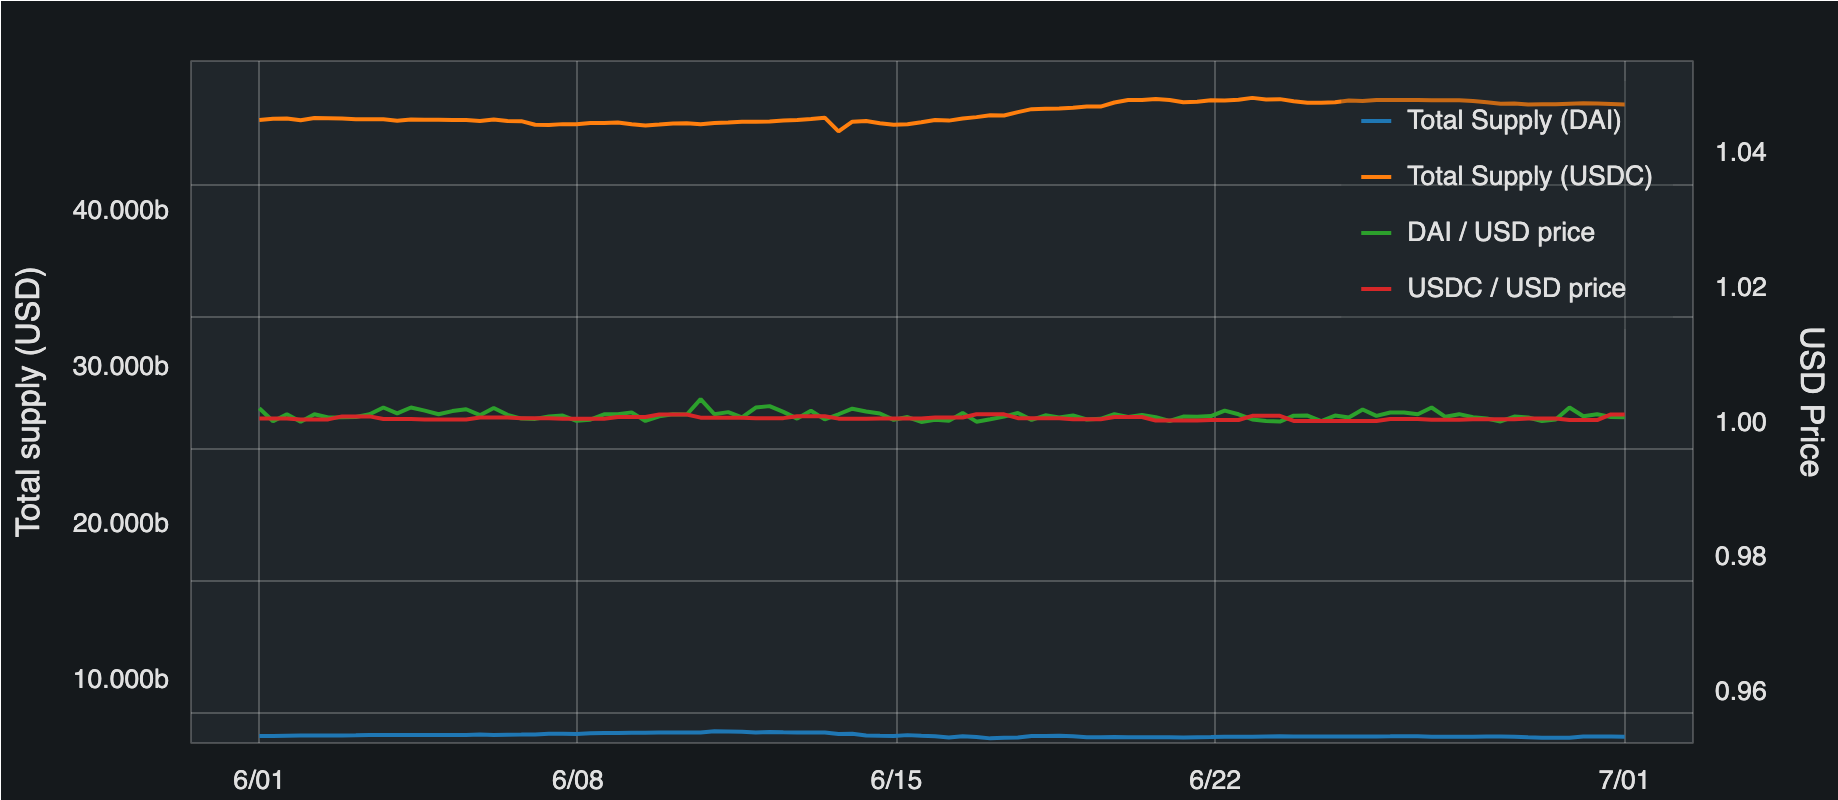 Total Supply (DAI)
Total Supply (USDC)
DAI / USD price
USDC / USD price
Total supply (USD)
40.000b
30.000b
20.000b
10.000b
1.04
1.02
1.00
0.98
0.96
USD Price
6/01
6/08
6/15
6/22
7/01